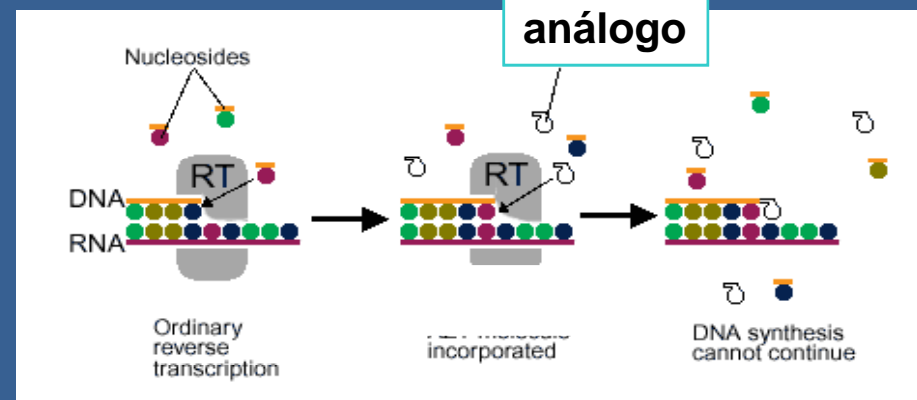 análogo
Nucleosides
RT
RT
DNA
RNA
Ordinary
reverse
transcription
incorporated
DNA synthesis
cannot continue